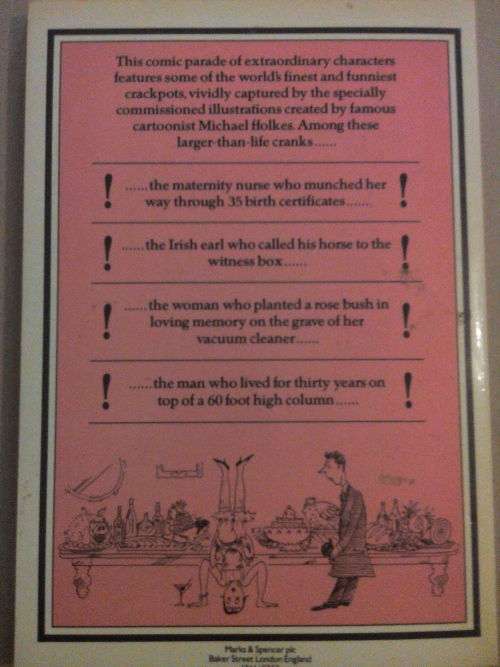 This comic parade of extraordinary characters
features some of the world's finest and funniest
crackpots, vividly captured by the specially
commissioned illustrations created by famous
cartoonist Michael ffolkes. Among these
larger-than-life cranks......
! ......the maternity nurse who munched her !
way through 35 birth certificates......
! ......the Irish earl who called his horse to the !
witness box......
! ......the woman who planted a rose bush in !
loving memory on the grave of her
vacuum cleaner......
! ......the man who lived for thirty years on !
top of a 60 foot high column......
Marks & Spencer plc
Baker Street London England